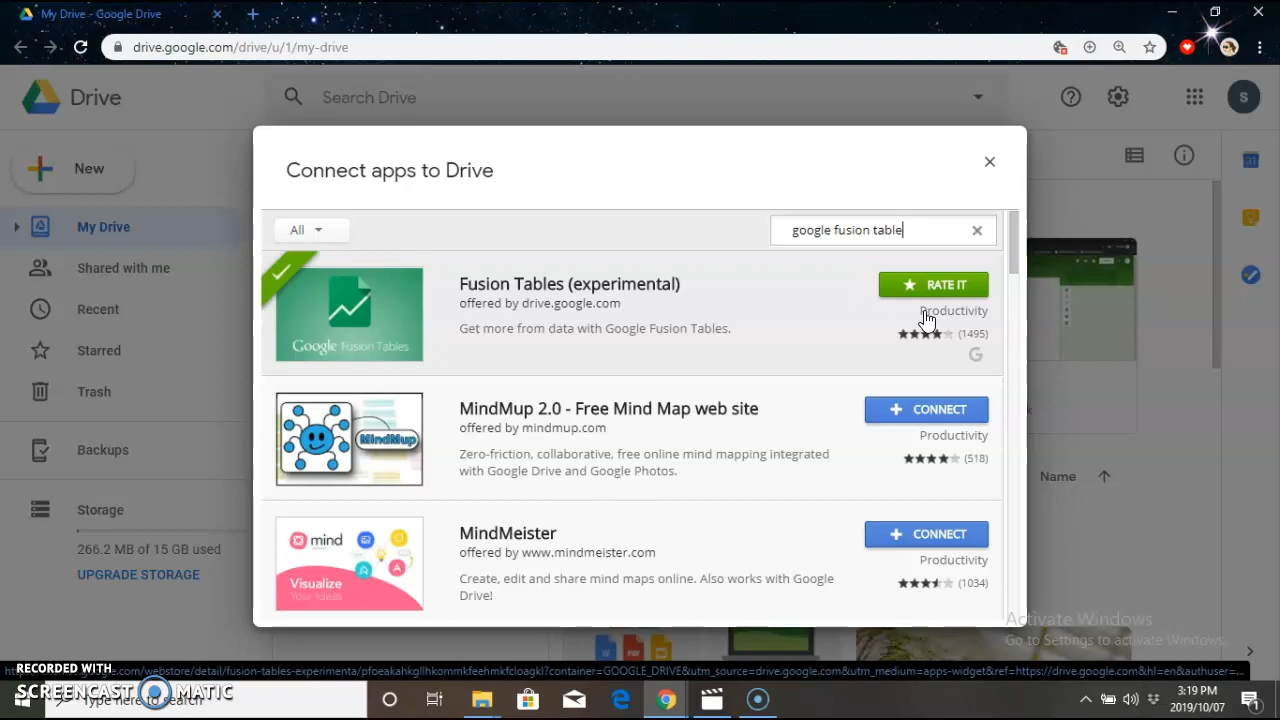 My Drive - Google Drive
drive.google.com/drive/u/1/my-drive
Drive
Search Drive
S
New
My Drive
Shared with me
Recent
Starred
Trash
Backups
Storage
266.2 MB of 15 GB used
UPGRADE STORAGE
Name
Connect apps to Drive
All
google fusion table
Google Fusion Tables
Fusion Tables (experimental)
offered by drive.google.com
Get more from data with Google Fusion Tables.
RATE IT
Productivity
(1495)
MindMup
MindMup 2.0 - Free Mind Map web site
offered by mindmup.com
Zero-friction, collaborative, free online mind mapping integrated
with Google Drive and Google Photos.
CONNECT
Productivity
(518)
mind
Visualize
Your Ideas
MindMeister
offered by www.mindmeister.com
Create, edit and share mind maps online. Also works with Google
Drive!
CONNECT
Productivity
(1034)
Activate Windows
Go to Settings to activate Windows.
RECORDED WITH
SCREENCAST MATIC
Type here to search
3:19 PM
2019/10/07